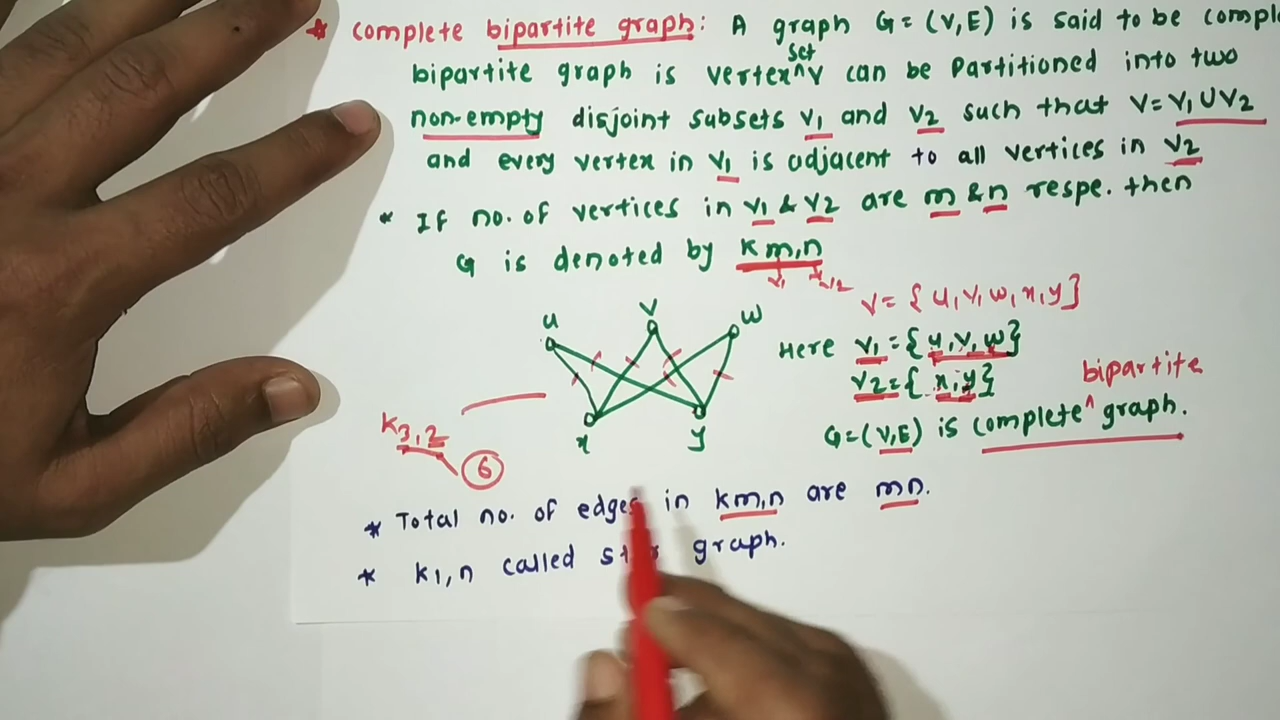 * Complete bipartite graph: A graph G=(V,E) is said to be
bipartite graph is vertex^set V can be Partitioned into two
non-empty disjoint subsets V1 and V2 such that V=V1UV2
and every vertex in V1 is adjacent to all vertices in V2
* If no. of vertices in V1 & V2 are m & n respe. then
G is denoted by Km,n
V1 V2
V={u,v,w,x,y}
u v w
Here V1={u,v,w}
V2={x,y}
bipartite
G=(V,E) is complete^ graph.
x y
K3,2
6
* Total no. of edges in Km,n are mn.
* K1,n called graph.